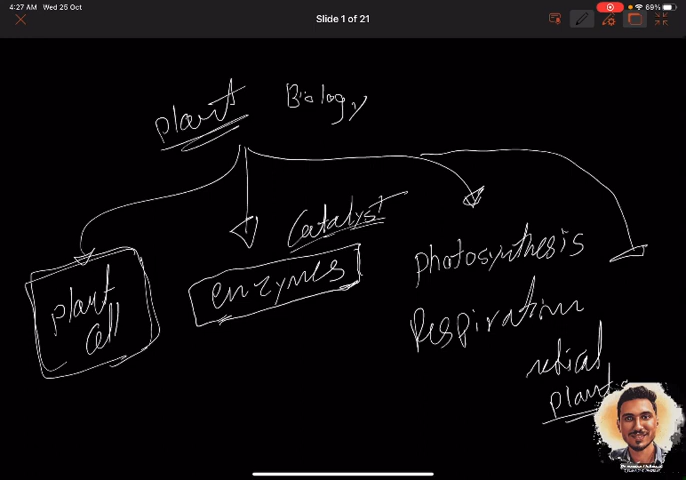 4:27 AM Wed 25 Oct
Slide 1 of 21
69%
Plant Biology
Catalyst
enzymes
plant
cell
Photosynthesis
Respiration
plants